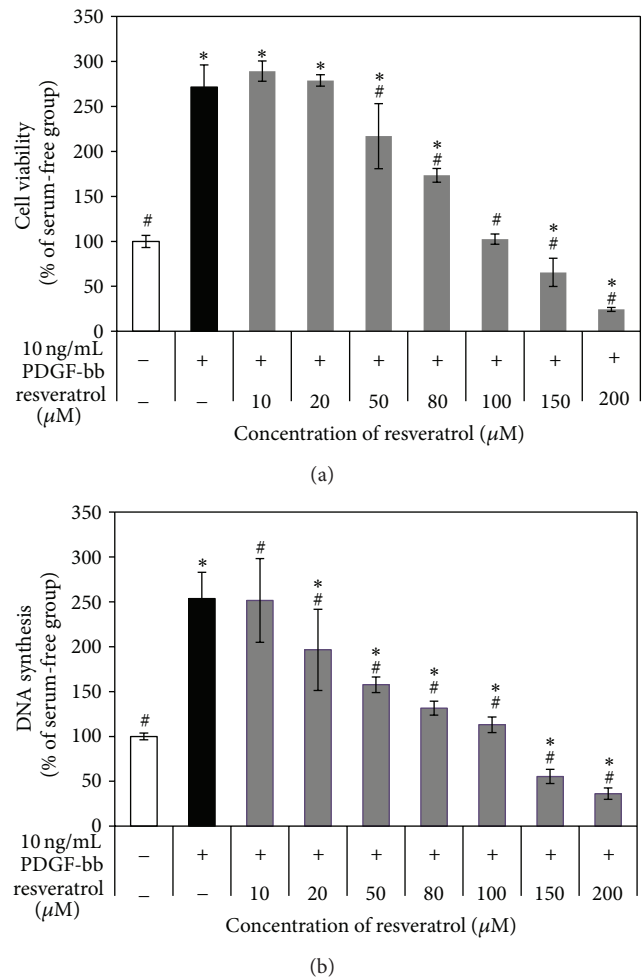 350
300
250
200
150
100
50
0
Cell viability
(% of serum-free group)
#
*
*
*
*
#
*
#
#
*
#
*
#
10 ng/mL
PDGF-bb
− + + + + + + + +
resveratrol
(μM)
− − 10 20 50 80 100 150 200
Concentration of resveratrol (μM)
(a)
350
300
250
200
150
100
50
0
DNA synthesis
(% of serum-free group)
#
*
#
*
#
*
#
*
#
*
#
*
#
*
#
10 ng/mL
PDGF-bb
− + + + + + + + +
resveratrol
(μM)
− − 10 20 50 80 100 150 200
Concentration of resveratrol (μM)
(b)